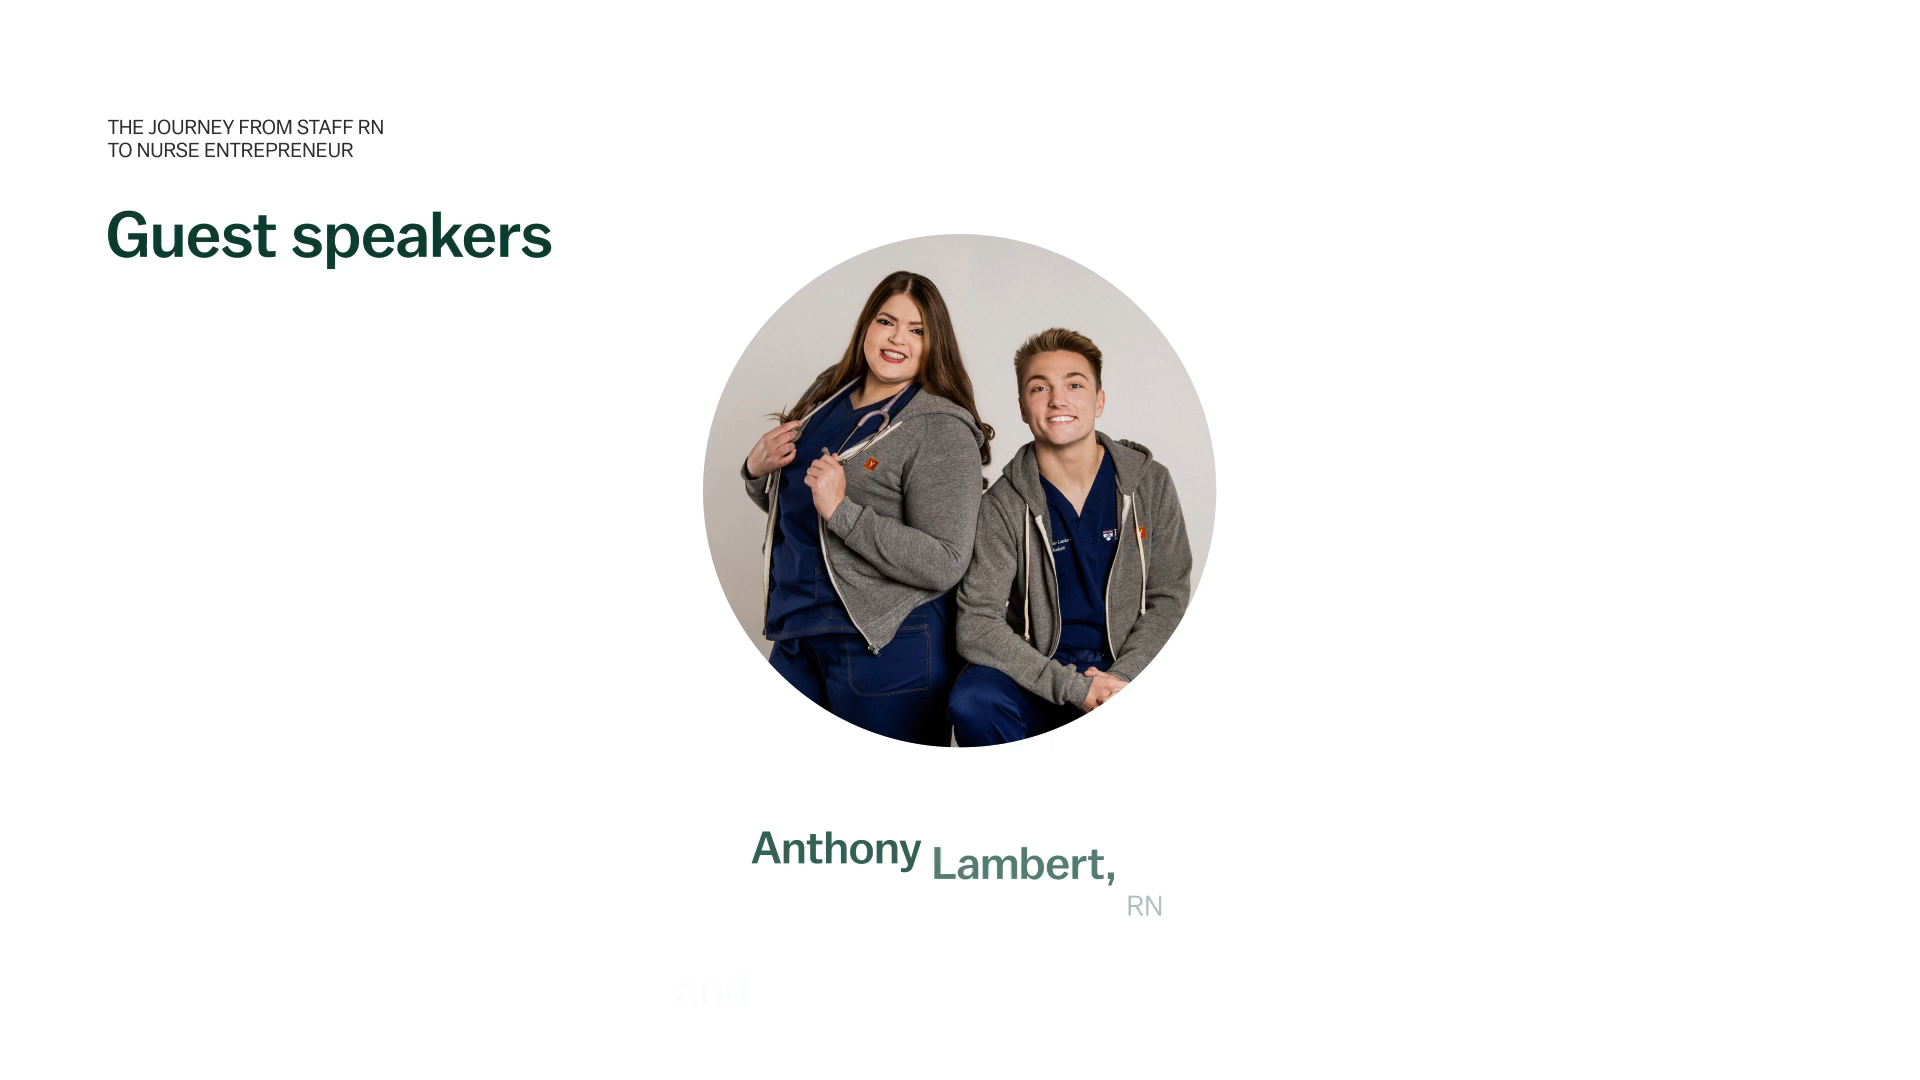 THE JOURNEY FROM STAFF RN
TO NURSE ENTREPRENEUR
Guest speakers
Anthony Lambert,
RN
and